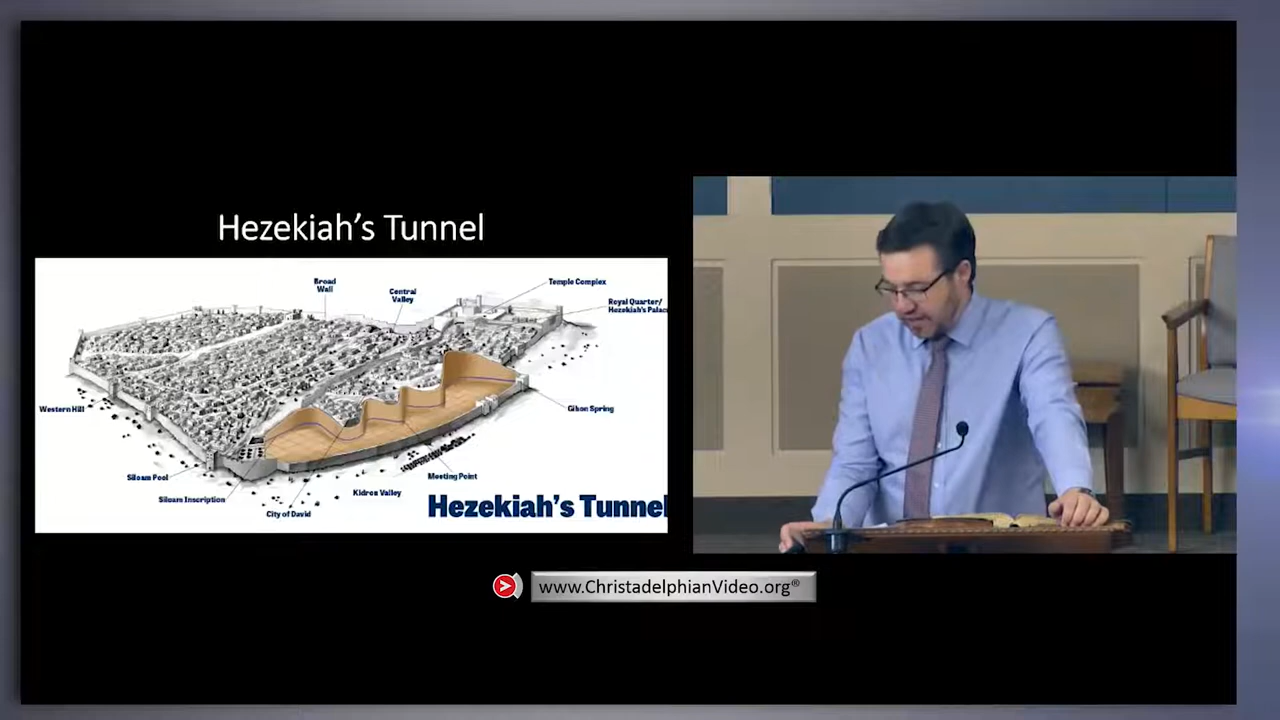 Hezekiah's Tunnel
Broad
Wall
Central
Valley
Temple Complex
Royal Quarter/
Hezekiah's Palac
Western Hill
Gihon Spring
Siloam Pool
Meeting Point
Siloam Inscription
Kidron Valley
City of David
Hezekiah's Tunnel
www.ChristadelphianVideo.org®